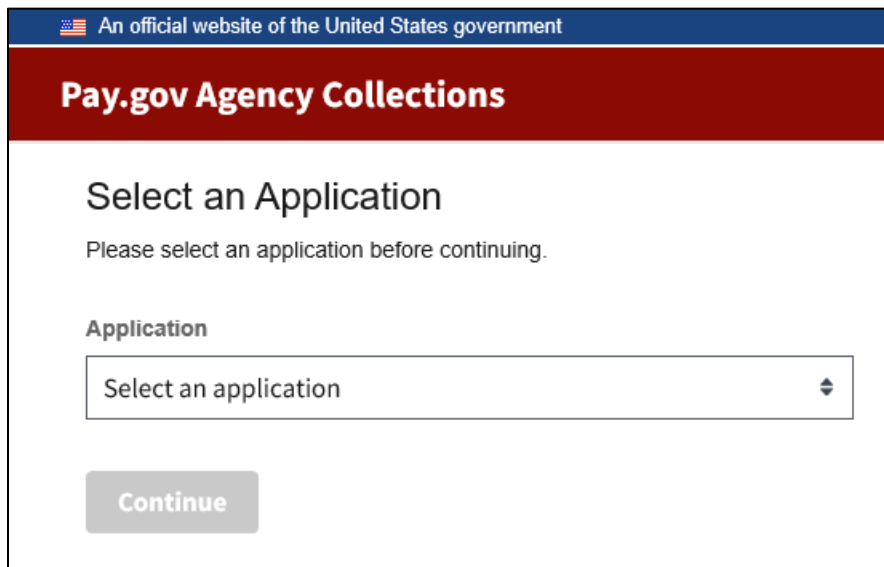 An official website of the United States government
Pay.gov Agency Collections
Select an Application
Please select an application before continuing.
Application
Select an application
Continue